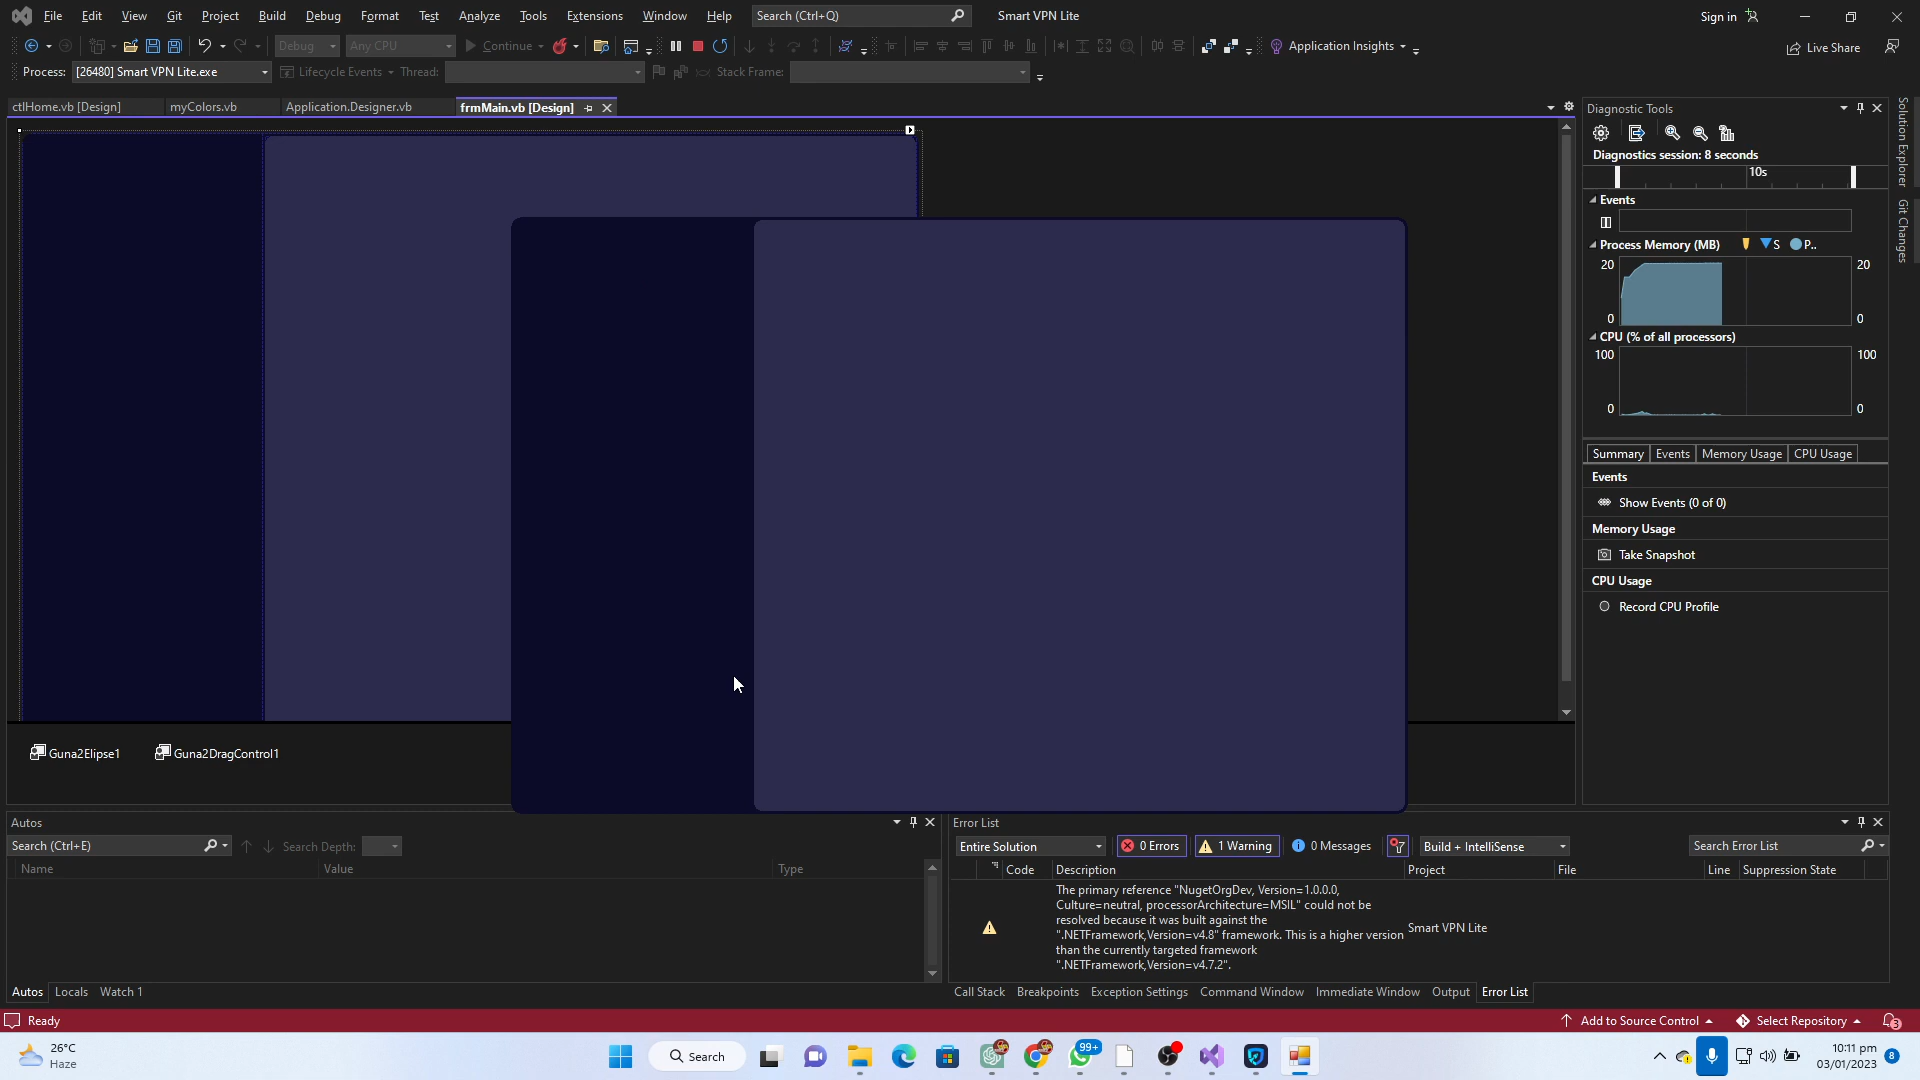 File Edit View Git Project Build Debug Format Test Analyze Tools Extensions Window Help Search (Ctrl+Q) Smart VPN Lite Sign in
Debug Any CPU Continue Application Insights Live Share
Process: [26480] Smart VPN Lite.exe Lifecycle Events Thread: Stack Frame:
ctlHome.vb [Design] myColors.vb Application.Designer.vb frmMain.vb [Design]
Diagnostic Tools
Diagnostics session: 8 seconds
10s
Events
Process Memory (MB) S P..
20 20
0 0
CPU (% of all processors)
100 100
0 0
Summary Events Memory Usage CPU Usage
Events
Show Events (0 of 0)
Memory Usage
Take Snapshot
CPU Usage
Record CPU Profile
Solution Explorer
Git Changes
Guna2Elipse1 Guna2DragControl1
Autos
Search (Ctrl+E) Search Depth:
Name Value Type
Autos Locals Watch 1
Error List
Entire Solution 0 Errors 1 Warning 0 Messages Build + IntelliSense Search Error List
Code Description Project File Line Suppression State
The primary reference "NugetOrgDev, Version=1.0.0.0,
Culture=neutral, processorArchitecture=MSIL" could not be
resolved because it was built against the
".NETFramework,Version=v4.8" framework. This is a higher version
than the currently targeted framework
".NETFramework,Version=v4.7.2".
Smart VPN Lite
Call Stack Breakpoints Exception Settings Command Window Immediate Window Output Error List
Ready Add to Source Control Select Repository 3
26°C
Haze
Search
99+
10:11 pm
03/01/2023
8